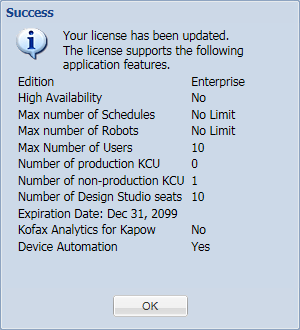 Success
Your license has been updated.
The license supports the following
application features.
Edition Enterprise
High Availability No
Max number of Schedules No Limit
Max number of Robots No Limit
Max Number of Users 10
Number of production KCU 0
Number of non-production KCU 1
Number of Design Studio seats 10
Expiration Date: Dec 31, 2099
Kofax Analytics for Kapow No
Device Automation Yes
OK